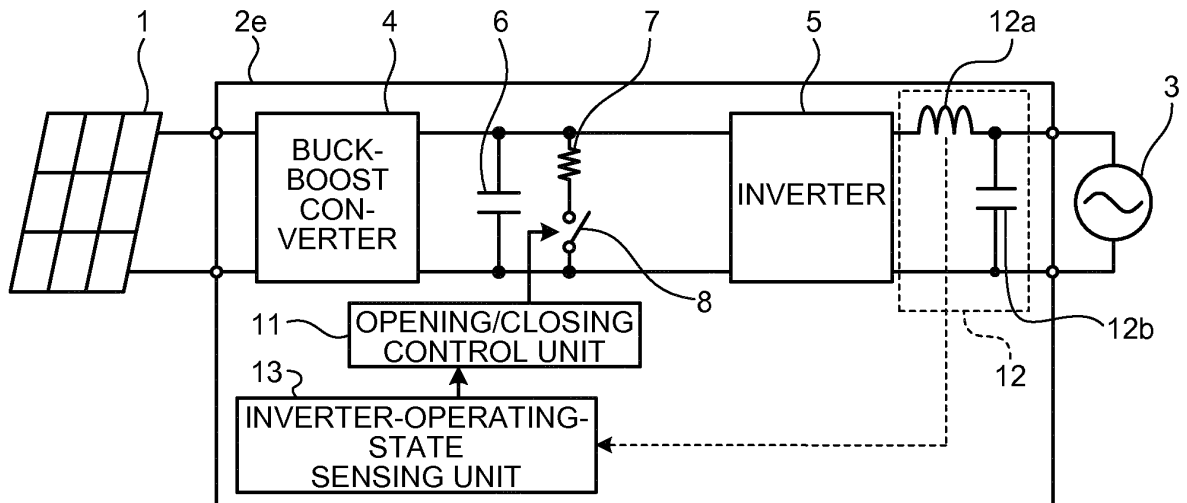 1
2e
4
6
7
5
12a
3
BUCK-
BOOST
CON-
VERTER
INVERTER
8
11
OPENING/CLOSING
CONTROL UNIT
12b
12
13
INVERTER-OPERATING-
STATE
SENSING UNIT